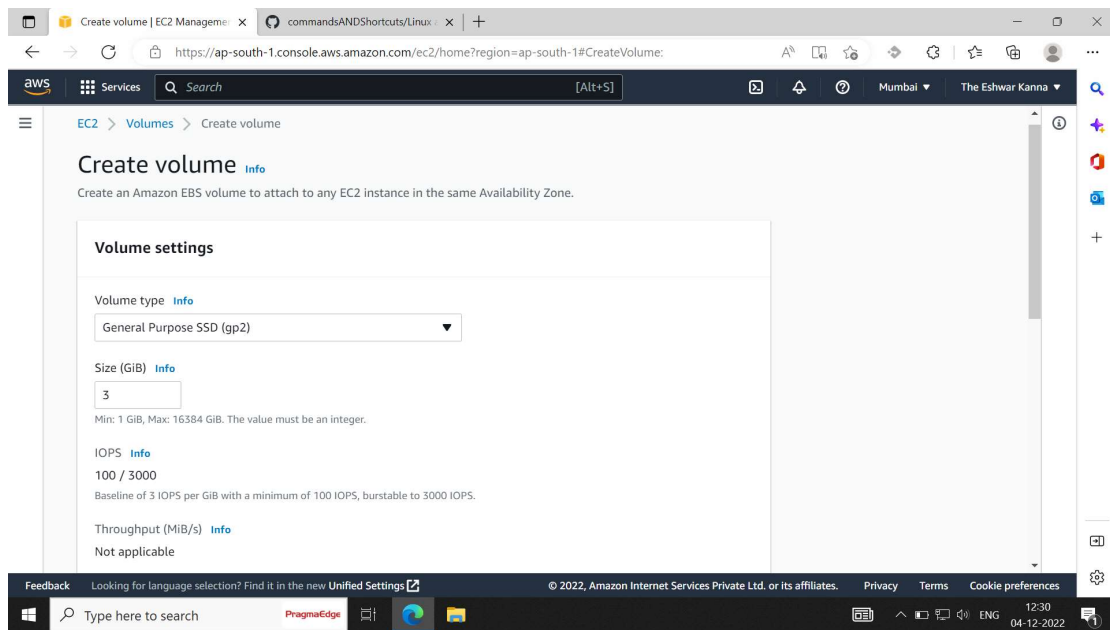 Create volume | EC2 Managemen
commandsANDShortcuts/Linux
https://ap-south-1.console.aws.amazon.com/ec2/home?region=ap-south-1#CreateVolume:
aws
Services
Search
[Alt+S]
Mumbai
The Eshwar Kanna
EC2 > Volumes > Create volume
Create volume Info
Create an Amazon EBS volume to attach to any EC2 instance in the same Availability Zone.
Volume settings
Volume type Info
General Purpose SSD (gp2)
Size (GiB) Info
3
Min: 1 GiB, Max: 16384 GiB. The value must be an integer.
IOPS Info
100 / 3000
Baseline of 3 IOPS per GiB with a minimum of 100 IOPS, burstable to 3000 IOPS.
Throughput (MiB/s) Info
Not applicable
Feedback Looking for language selection? Find it in the new Unified Settings © 2022, Amazon Internet Services Private Ltd. or its affiliates. Privacy Terms Cookie preferences
Type here to search
PragmaEdge
ENG
12:30
04-12-2022
1